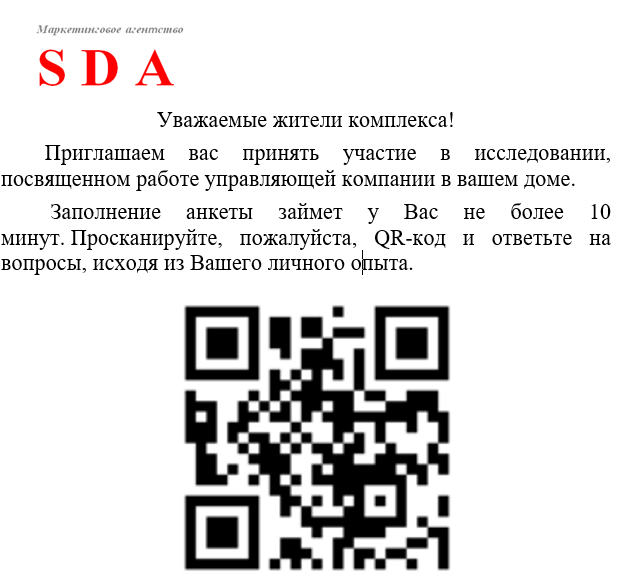 Маркетинговое агентство
S D A
Уважаемые жители комплекса!
Приглашаем вас принять участие в исследовании,
посвященном работе управляющей компании в вашем доме.
Заполнение анкеты займет у Вас не более 10
минут. Просканируйте, пожалуйста, QR-код и ответьте на
вопросы, исходя из Вашего личного опыта.